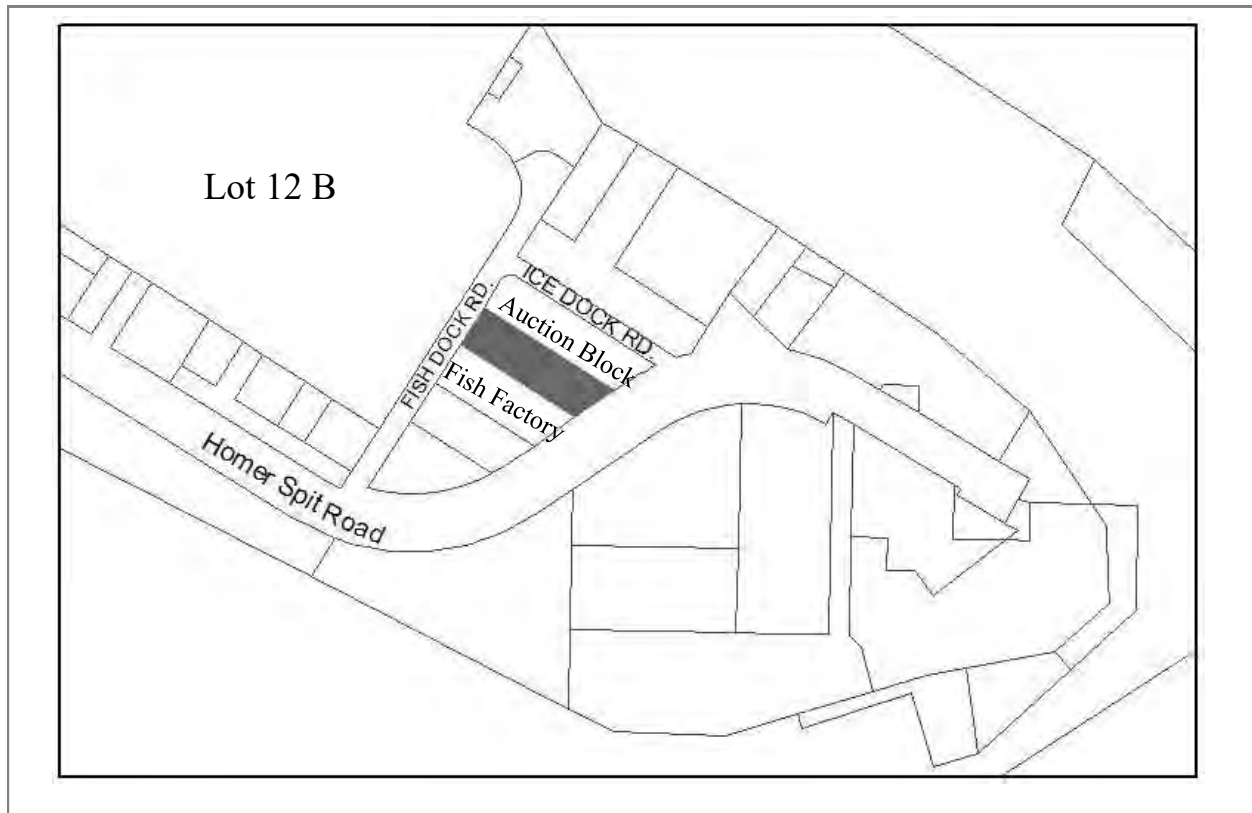 Lot 12 B
ICE DOCK RD.
FISH DOCK RD.
Auction Block
Fish Factory
Homer Spit Road